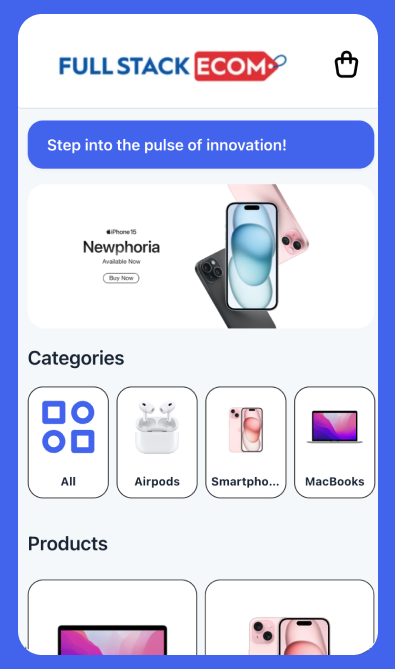 FULL STACK ECOM
Step into the pulse of innovation!
iPhone 15
Newphoria
Available Now
Buy Now
Categories
All
Airpods
Smartpho...
MacBooks
Products